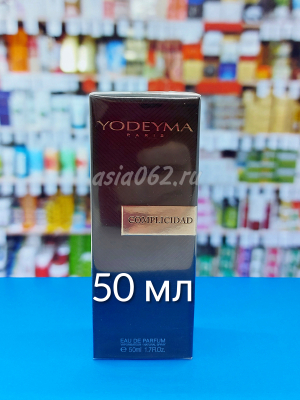 YODEYMA
PARIS
asia062.ru
COMPLICIDAD
50 мл
EAU DE PARFUM
℮ 50ml 1.7Fl.Oz.